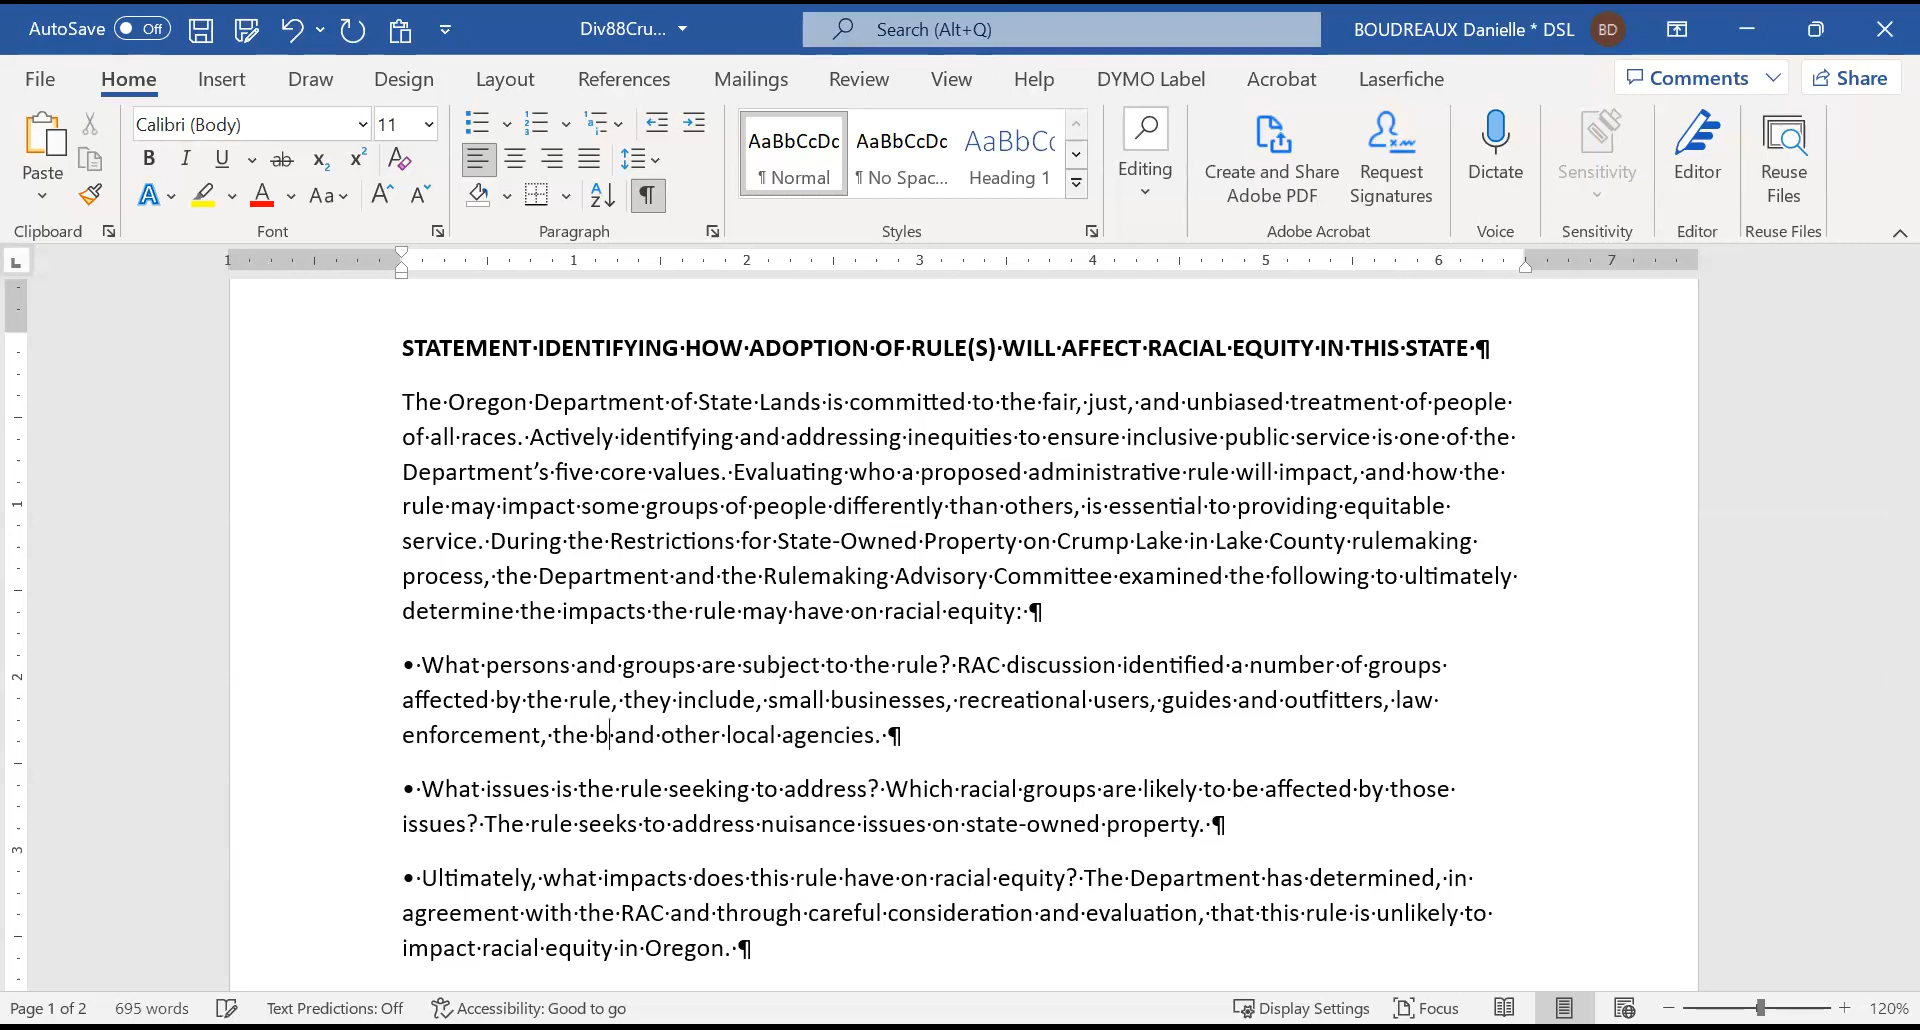 AutoSave Off Div88Cru... Search (Alt+Q) BOUDREAUX Danielle * DSL BD
File Home Insert Draw Design Layout References Mailings Review View Help DYMO Label Acrobat Laserfiche Comments Share
Calibri (Body) 11
Paste
B I U ab x₂ x²
A A Aa A^ A˅
AaBbCcDc AaBbCcDc AaBbCc
¶ Normal ¶ No Spac... Heading 1
Editing
Create and Share Adobe PDF
Request Signatures
Dictate
Sensitivity
Editor
Reuse Files
Clipboard Font Paragraph Styles Adobe Acrobat Voice Sensitivity Editor Reuse Files
1 1 2 3 4 5 6 7
STATEMENT·IDENTIFYING·HOW·ADOPTION·OF·RULE(S)·WILL·AFFECT·RACIAL·EQUITY·IN·THIS·STATE·¶
The·Oregon·Department·of·State·Lands·is·committed·to·the·fair,·just,·and·unbiased·treatment·of·people·
of·all·races.·Actively·identifying·and·addressing·inequities·to·ensure·inclusive·public·service·is·one·of·the·
Department’s·five·core·values.·Evaluating·who·a·proposed·administrative·rule·will·impact,·and·how·the·
rule·may·impact·some·groups·of·people·differently·than·others,·is·essential·to·providing·equitable·
service.·During·the·Restrictions·for·State-Owned·Property·on·Crump·Lake·in·Lake·County·rulemaking·
process,·the·Department·and·the·Rulemaking·Advisory·Committee·examined·the·following·to·ultimately·
determine·the·impacts·the·rule·may·have·on·racial·equity:·¶
•·What·persons·and·groups·are·subject·to·the·rule?·RAC·discussion·identified·a·number·of·groups·
affected·by·the·rule,·they·include,·small·businesses,·recreational·users,·guides·and·outfitters,·law·
enforcement,·the·b·and·other·local·agencies.·¶
•·What·issues·is·the·rule·seeking·to·address?·Which·racial·groups·are·likely·to·be·affected·by·those·
issues?·The·rule·seeks·to·address·nuisance·issues·on·state-owned·property.·¶
•·Ultimately,·what·impacts·does·this·rule·have·on·racial·equity?·The·Department·has·determined,·in·
agreement·with·the·RAC·and·through·careful·consideration·and·evaluation,·that·this·rule·is·unlikely·to·
impact·racial·equity·in·Oregon.·¶
1
2
3
Page 1 of 2 695 words Text Predictions: Off Accessibility: Good to go Display Settings Focus 120%